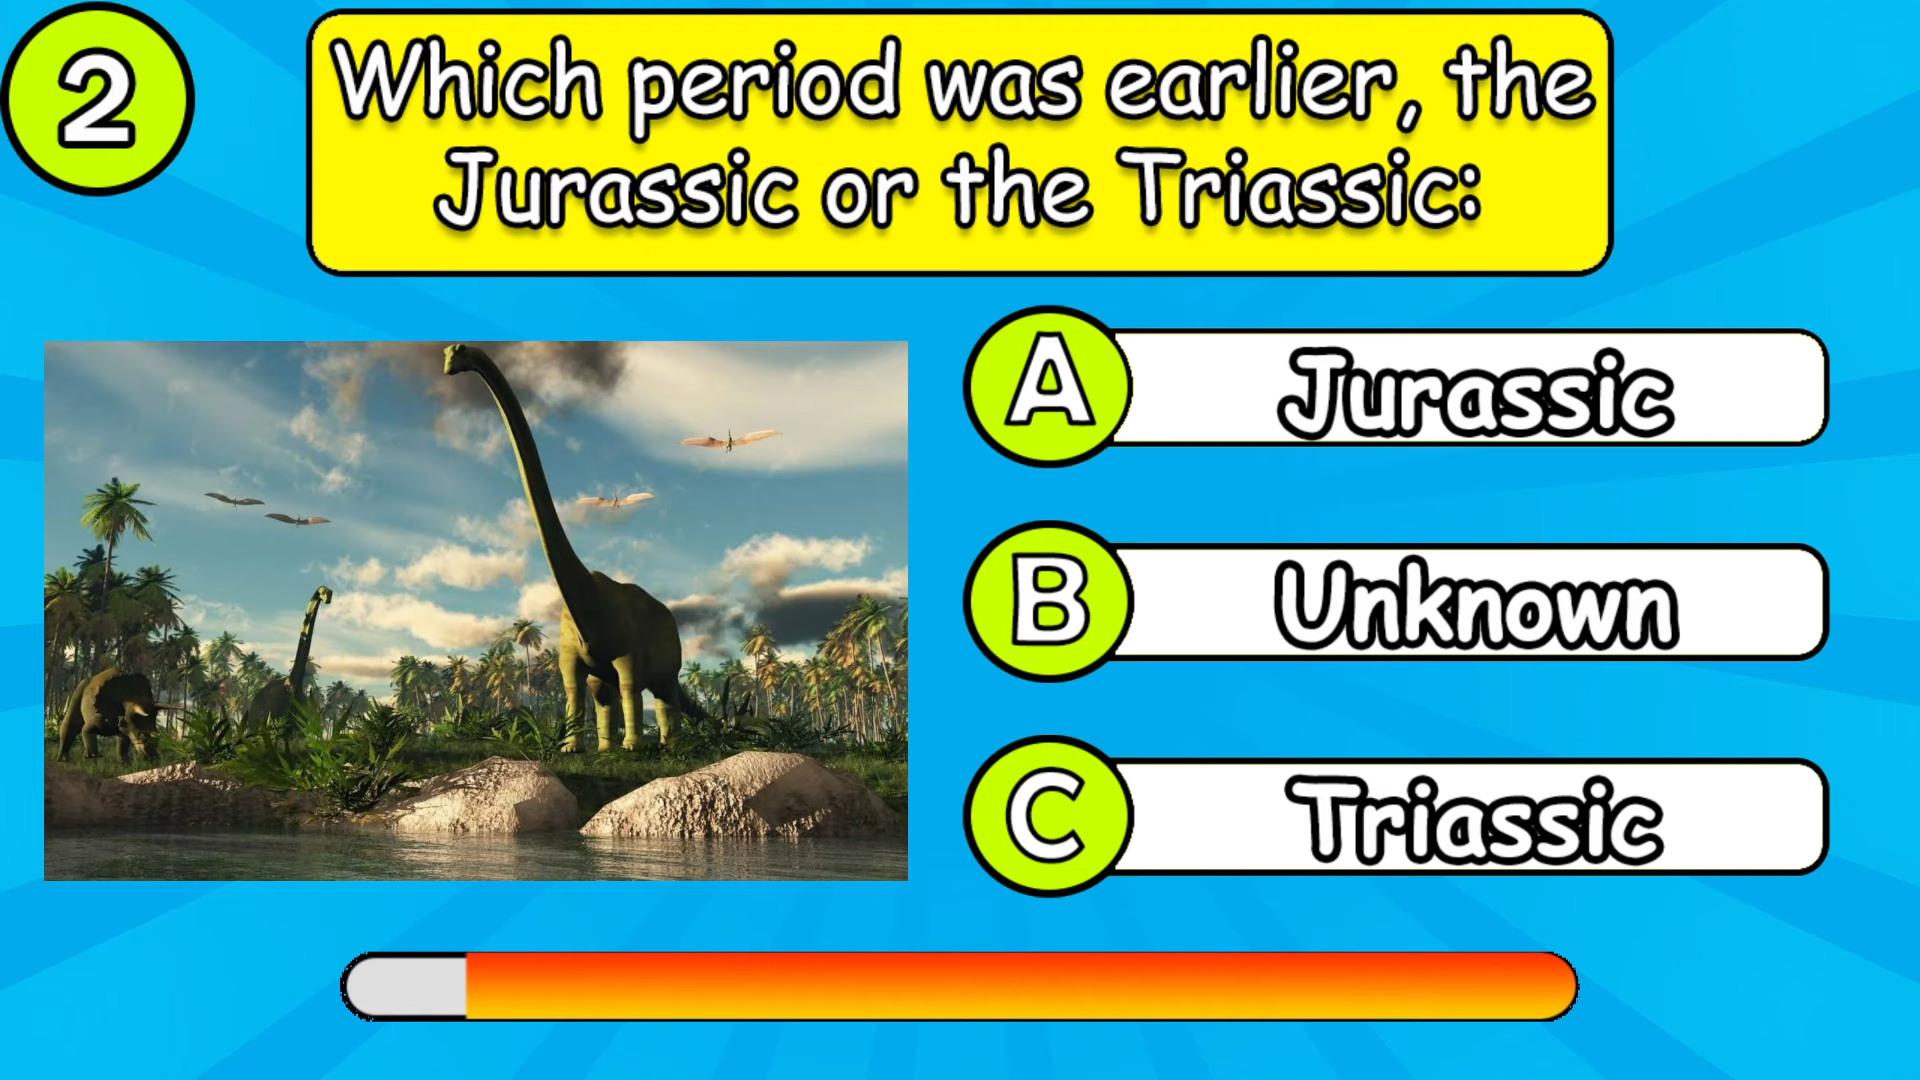 2
Which period was earlier, the
Jurassic or the Triassic:
A Jurassic
B Unknown
C Triassic